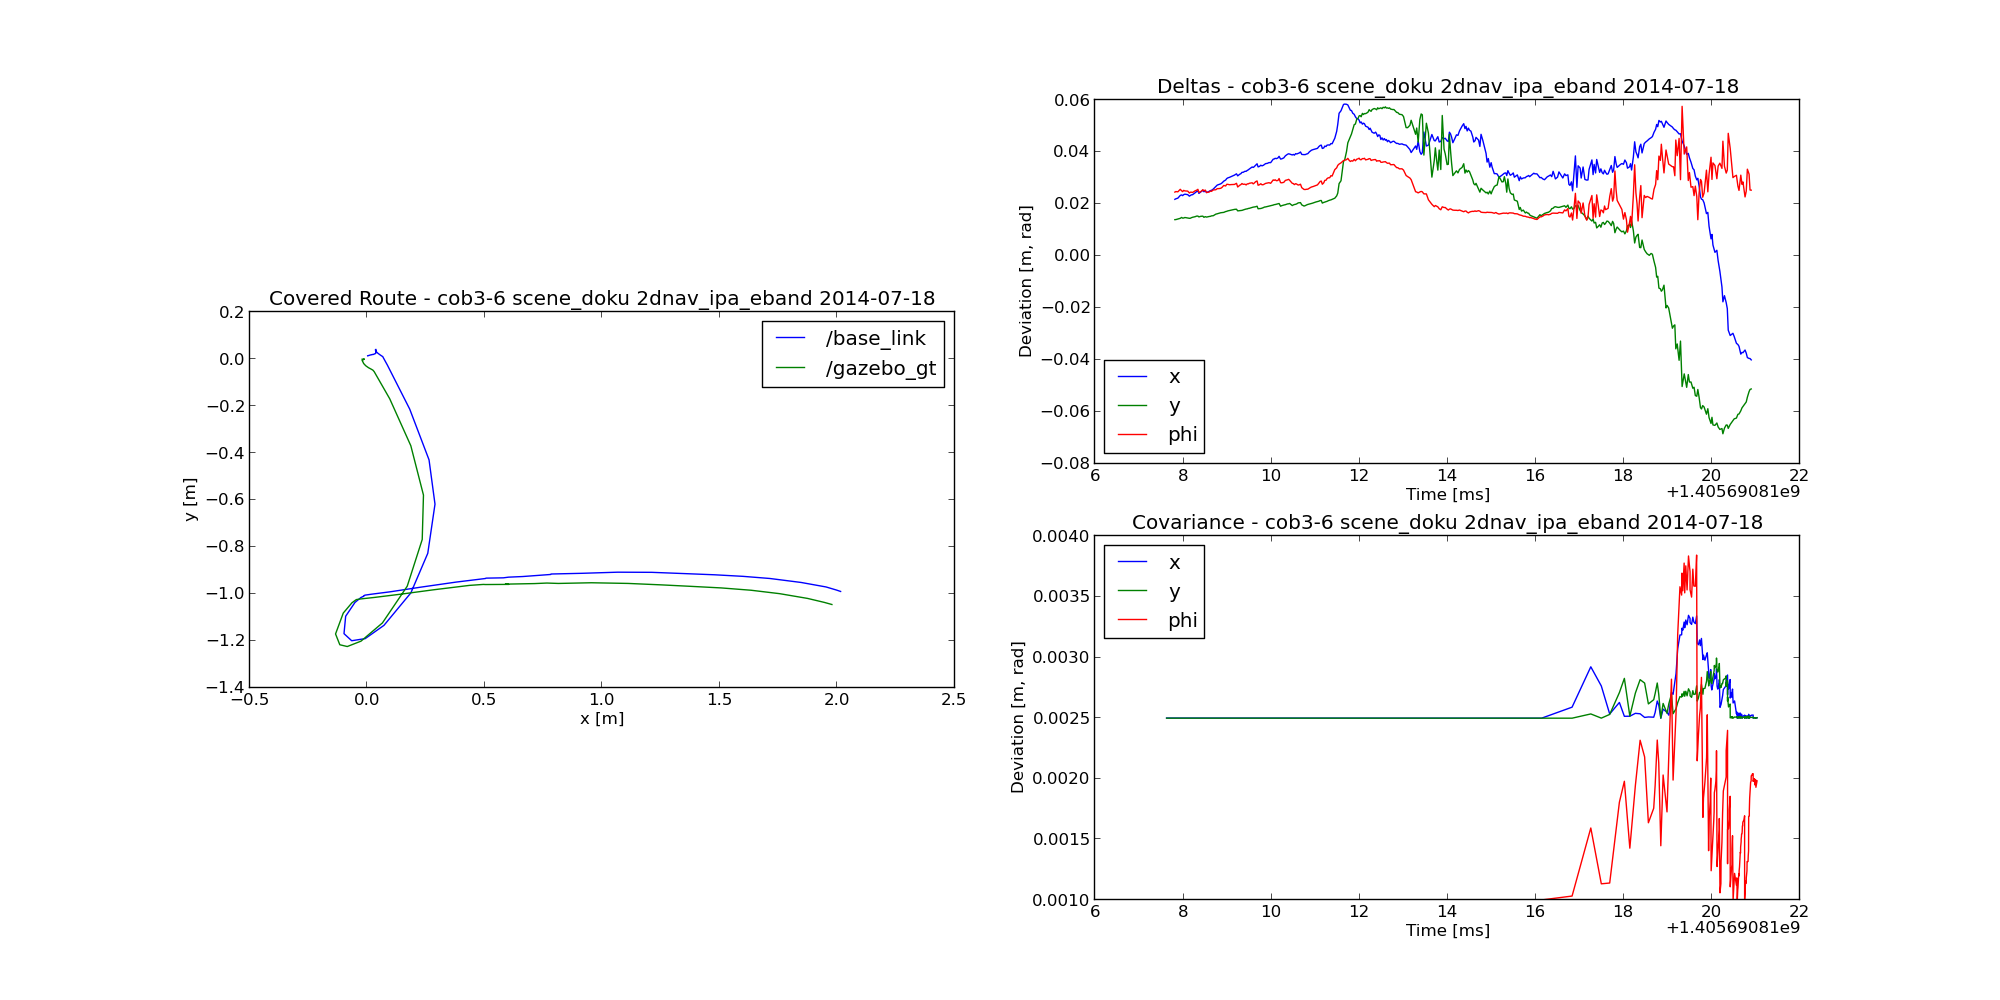 Covered Route - cob3-6 scene_doku 2dnav_ipa_eband 2014-07-18
/base_link
/gazebo_gt
0.2
0.0
−0.2
−0.4
−0.6
−0.8
−1.0
−1.2
−1.4
y [m]
−0.5 0.0 0.5 1.0 1.5 2.0 2.5
x [m]
Deltas - cob3-6 scene_doku 2dnav_ipa_eband 2014-07-18
0.06
0.04
0.02
0.00
−0.02
−0.04
−0.06
−0.08
Deviation [m, rad]
x
y
phi
6 8 10 12 14 16 18 20 22
Time [ms]
+1.40569081e9
Covariance - cob3-6 scene_doku 2dnav_ipa_eband 2014-07-18
0.0040
0.0035
0.0030
0.0025
0.0020
0.0015
0.0010
Deviation [m, rad]
x
y
phi
6 8 10 12 14 16 18 20 22
Time [ms]
+1.40569081e9